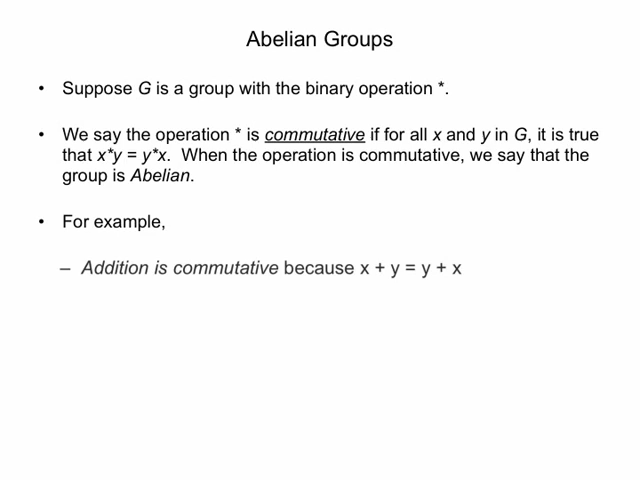 Abelian Groups
• Suppose G is a group with the binary operation *.
• We say the operation * is commutative if for all x and y in G, it is true
that x*y = y*x.  When the operation is commutative, we say that the
group is Abelian.
• For example,
– Addition is commutative because x + y = y + x